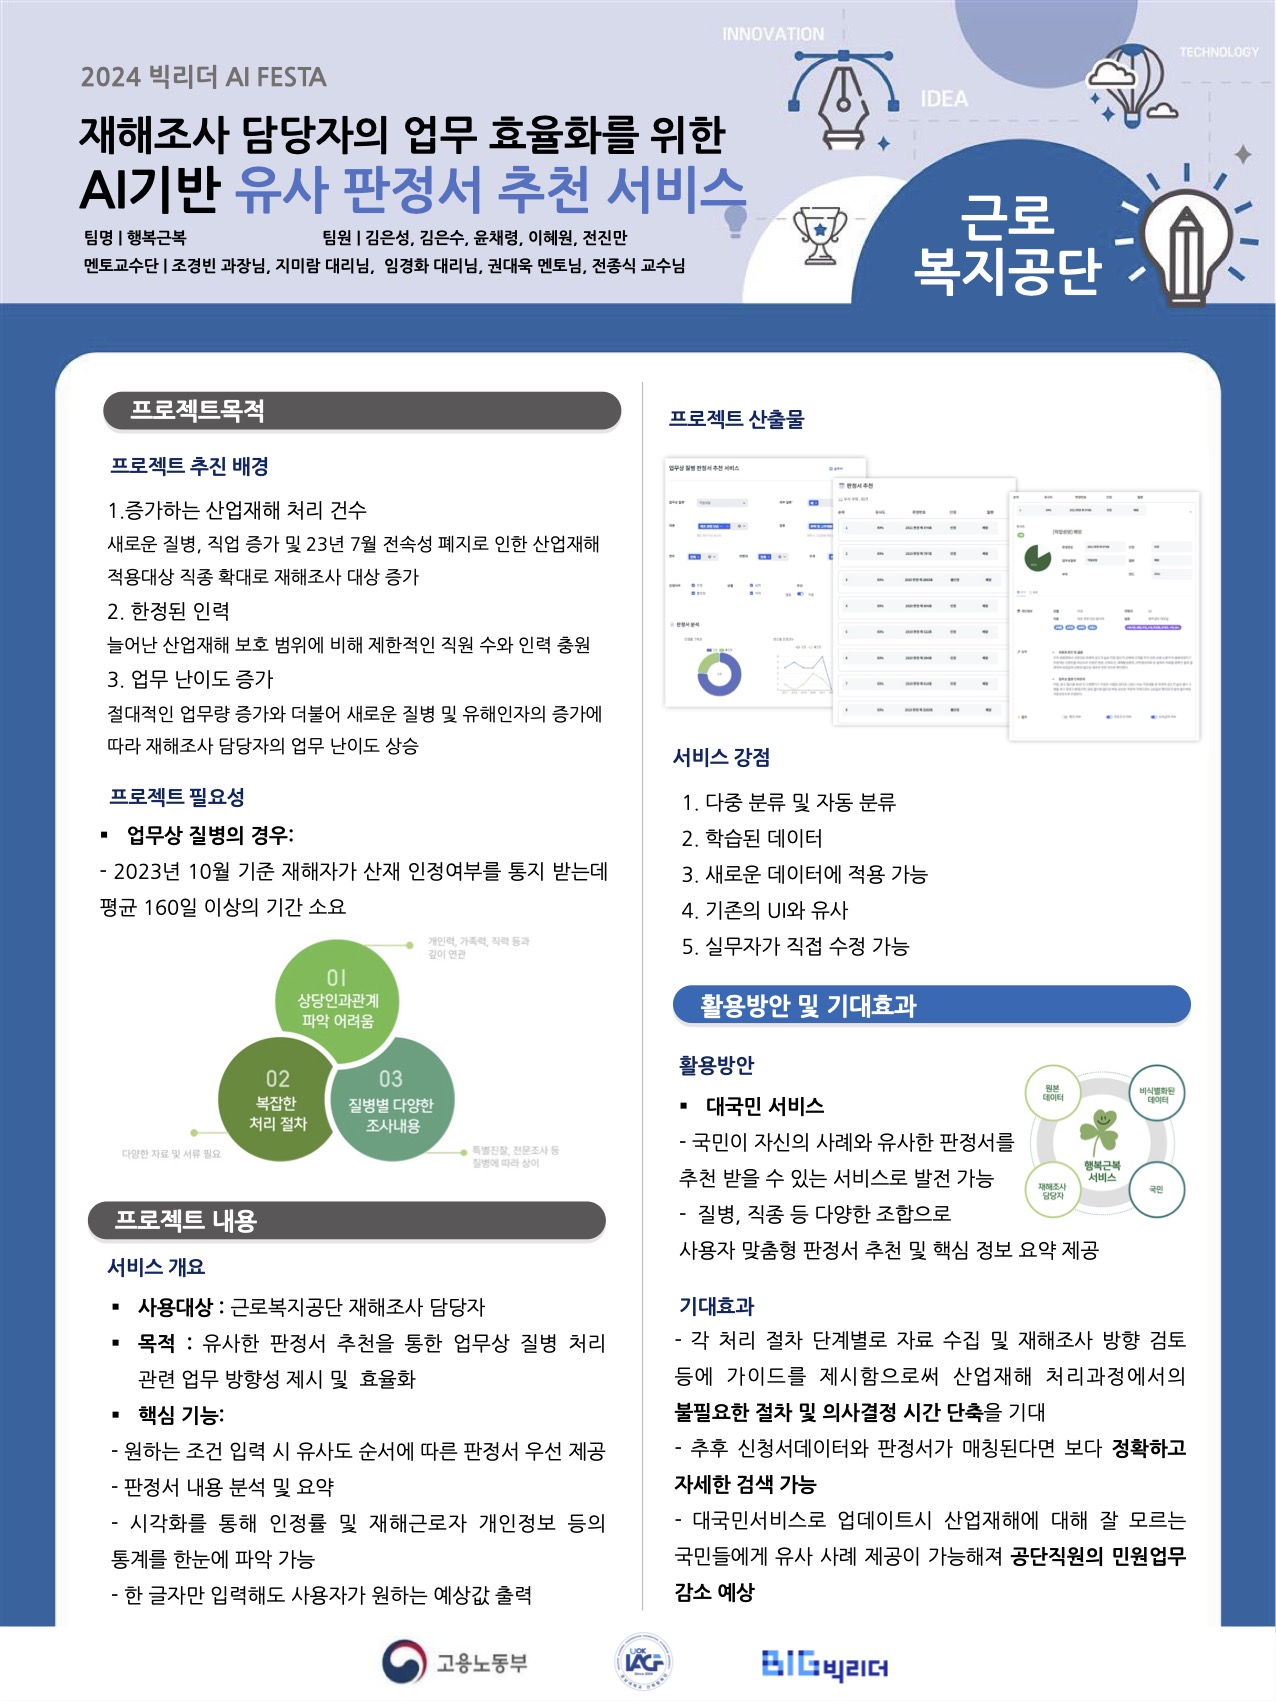 INNOVATION
TECHNOLOGY
IDEA
2024 빅리더 AI FESTA
재해조사 담당자의 업무 효율화를 위한
AI기반 유사 판정서 추천 서비스
팀명 | 행복근복 팀원 | 김은성, 김은수, 윤채령, 이혜원, 전진만
멘토교수단 | 조경빈 과장님, 지미람 대리님, 임경화 대리님, 권대욱 멘토님, 전종식 교수님
근로
복지공단
프로젝트목적
프로젝트 추진 배경
1.증가하는 산업재해 처리 건수
새로운 질병, 직업 증가 및 23년 7월 전속성 폐지로 인한 산업재해
적용대상 직종 확대로 재해조사 대상 증가
2. 한정된 인력
늘어난 산업재해 보호 범위에 비해 제한적인 직원 수와 인력 충원
3. 업무 난이도 증가
절대적인 업무량 증가와 더불어 새로운 질병 및 유해인자의 증가에
따라 재해조사 담당자의 업무 난이도 상승
프로젝트 필요성
▪ 업무상 질병의 경우:
- 2023년 10월 기준 재해자가 산재 인정여부를 통지 받는데
평균 160일 이상의 기간 소요
개인력, 가족력, 직력 등과
깊이 연관
01
상당인과관계
파악 어려움
02
복잡한
처리 절차
03
질병별 다양한
조사내용
다양한 자료 및 서류 필요
특별진찰, 전문조사 등
질병에 따라 상이
프로젝트 내용
서비스 개요
▪ 사용대상 : 근로복지공단 재해조사 담당자
▪ 목적 : 유사한 판정서 추천을 통한 업무상 질병 처리
관련 업무 방향성 제시 및 효율화
▪ 핵심 기능:
- 원하는 조건 입력 시 유사도 순서에 따른 판정서 우선 제공
- 판정서 내용 분석 및 요약
- 시각화를 통해 인정률 및 재해근로자 개인정보 등의
통계를 한눈에 파악 가능
- 한 글자만 입력해도 사용자가 원하는 예상값 출력
프로젝트 산출물
업무상 질병 판정서 추천 서비스
판정서 추천
판정서 분석
서비스 강점
1. 다중 분류 및 자동 분류
2. 학습된 데이터
3. 새로운 데이터에 적용 가능
4. 기존의 UI와 유사
5. 실무자가 직접 수정 가능
활용방안 및 기대효과
활용방안
▪ 대국민 서비스
- 국민이 자신의 사례와 유사한 판정서를
추천 받을 수 있는 서비스로 발전 가능
- 질병, 직종 등 다양한 조합으로
사용자 맞춤형 판정서 추천 및 핵심 정보 요약 제공
원본
데이터
비식별화된
데이터
행복근복
서비스
재해조사
담당자
국민
기대효과
- 각 처리 절차 단계별로 자료 수집 및 재해조사 방향 검토
등에 가이드를 제시함으로써 산업재해 처리과정에서의
불필요한 절차 및 의사결정 시간 단축을 기대
- 추후 신청서데이터와 판정서가 매칭된다면 보다 정확하고
자세한 검색 가능
- 대국민서비스로 업데이트시 산업재해에 대해 잘 모르는
국민들에게 유사 사례 제공이 가능해져 공단직원의 민원업무
감소 예상
고용노동부
UOK
IACF
BIG빅리더